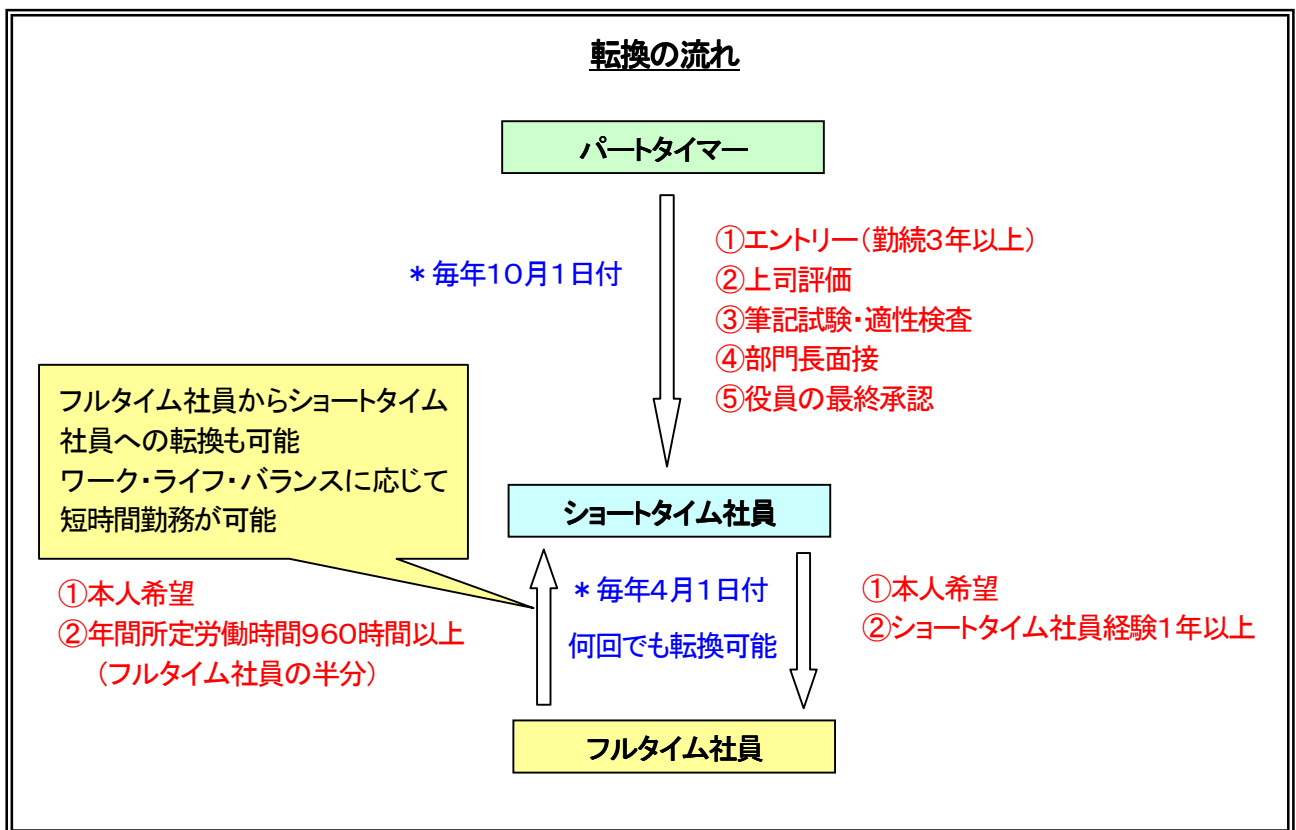 転換の流れ
パートタイマー
＊毎年１０月１日付
①エントリー（勤続３年以上）
②上司評価
③筆記試験・適性検査
④部門長面接
⑤役員の最終承認
フルタイム社員からショートタイム
社員への転換も可能
ワーク・ライフ・バランスに応じて
短時間勤務が可能
ショートタイム社員
①本人希望
②年間所定労働時間９６０時間以上
（フルタイム社員の半分）
＊毎年４月１日付
何回でも転換可能
①本人希望
②ショートタイム社員経験１年以上
フルタイム社員